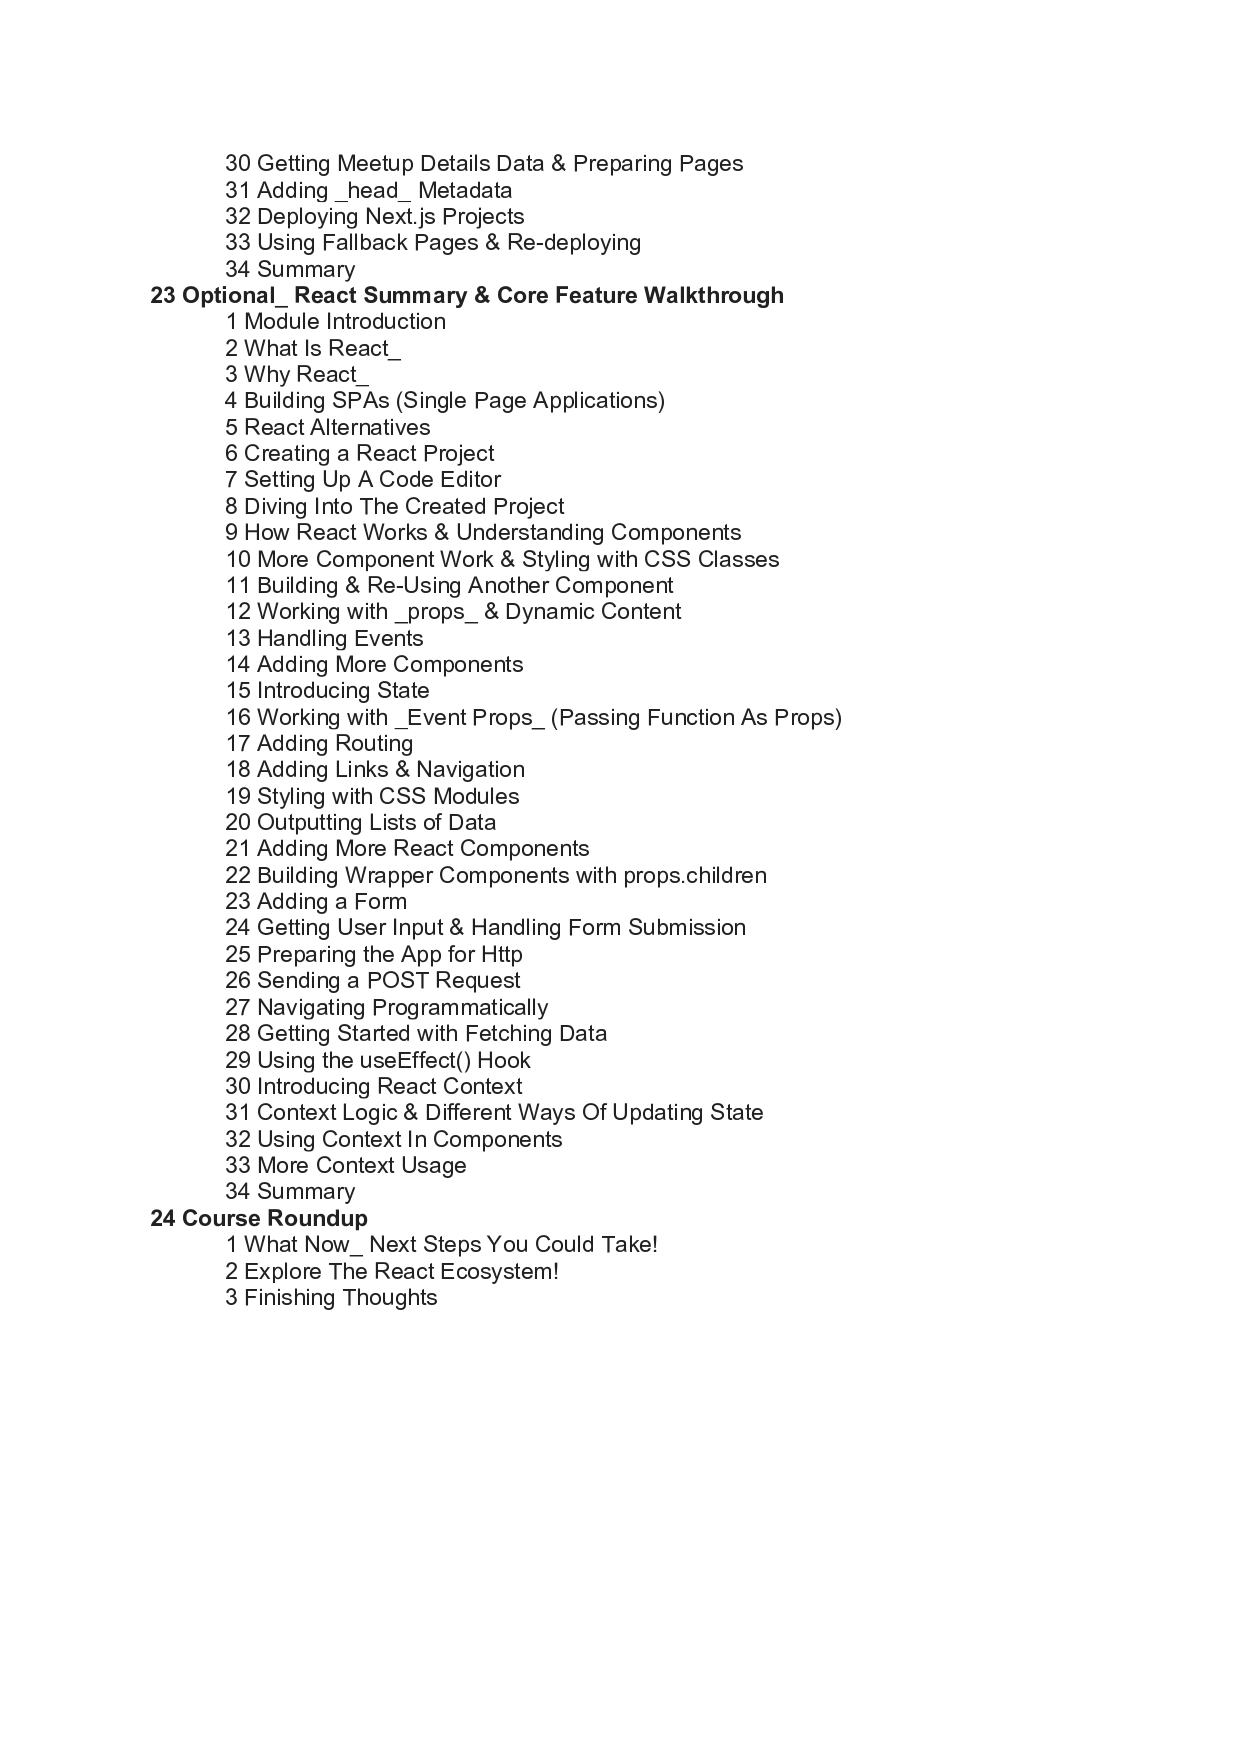 30 Getting Meetup Details Data & Preparing Pages
31 Adding _head_ Metadata
32 Deploying Next.js Projects
33 Using Fallback Pages & Re-deploying
34 Summary
23 Optional_ React Summary & Core Feature Walkthrough
1 Module Introduction
2 What Is React_
3 Why React_
4 Building SPAs (Single Page Applications)
5 React Alternatives
6 Creating a React Project
7 Setting Up A Code Editor
8 Diving Into The Created Project
9 How React Works & Understanding Components
10 More Component Work & Styling with CSS Classes
11 Building & Re-Using Another Component
12 Working with _props_ & Dynamic Content
13 Handling Events
14 Adding More Components
15 Introducing State
16 Working with _Event Props_ (Passing Function As Props)
17 Adding Routing
18 Adding Links & Navigation
19 Styling with CSS Modules
20 Outputting Lists of Data
21 Adding More React Components
22 Building Wrapper Components with props.children
23 Adding a Form
24 Getting User Input & Handling Form Submission
25 Preparing the App for Http
26 Sending a POST Request
27 Navigating Programmatically
28 Getting Started with Fetching Data
29 Using the useEffect() Hook
30 Introducing React Context
31 Context Logic & Different Ways Of Updating State
32 Using Context In Components
33 More Context Usage
34 Summary
24 Course Roundup
1 What Now_ Next Steps You Could Take!
2 Explore The React Ecosystem!
3 Finishing Thoughts